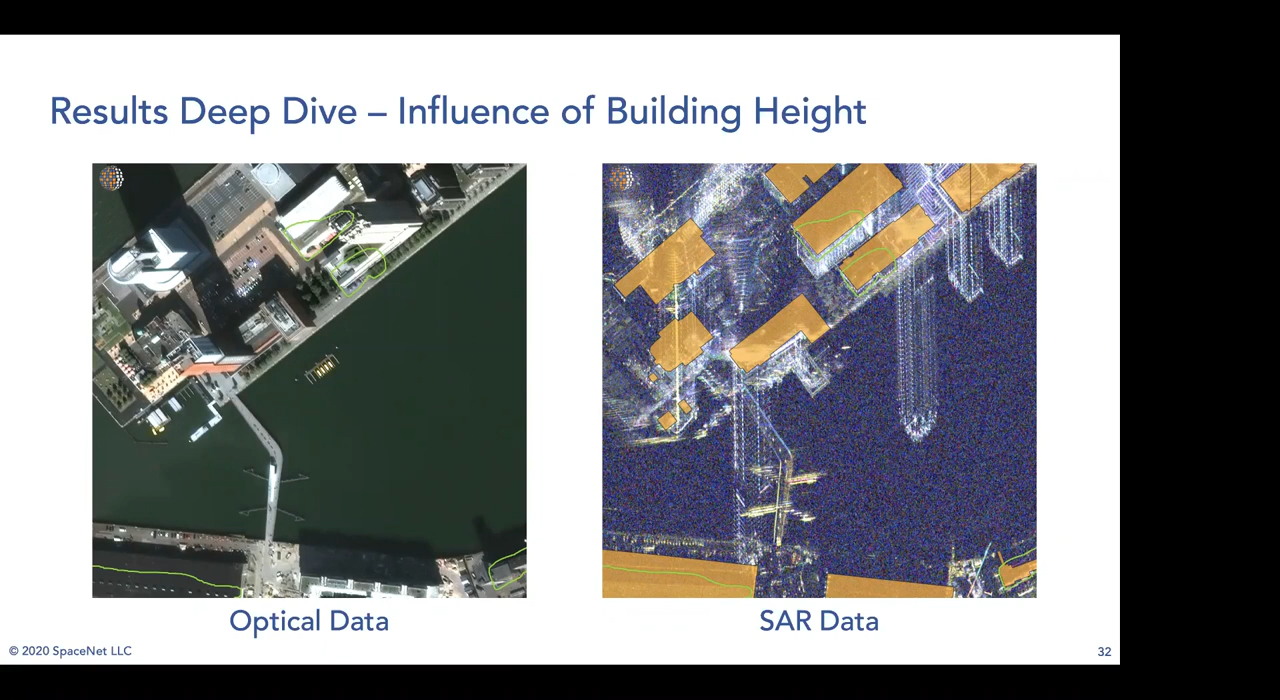 Results Deep Dive – Influence of Building Height
Optical Data
SAR Data
© 2020 SpaceNet LLC
32